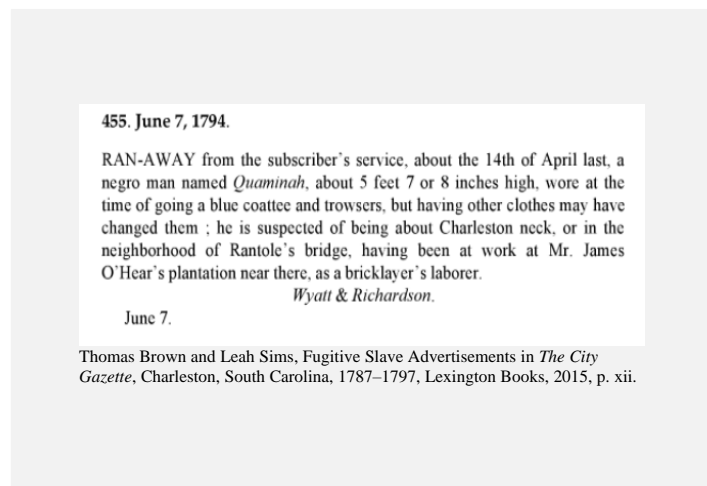 455. June 7, 1794.
RAN-AWAY from the subscriber's service, about the 14th of April last, a
negro man named Quaminah, about 5 feet 7 or 8 inches high, wore at the
time of going a blue coattee and trowsers, but having other clothes may have
changed them ; he is suspected of being about Charleston neck, or in the
neighborhood of Rantole's bridge, having been at work at Mr. James
O'Hear's plantation near there, as a bricklayer's laborer.
Wyatt & Richardson.
June 7.
Thomas Brown and Leah Sims, Fugitive Slave Advertisements in The City
Gazette, Charleston, South Carolina, 1787–1797, Lexington Books, 2015, p. xii.